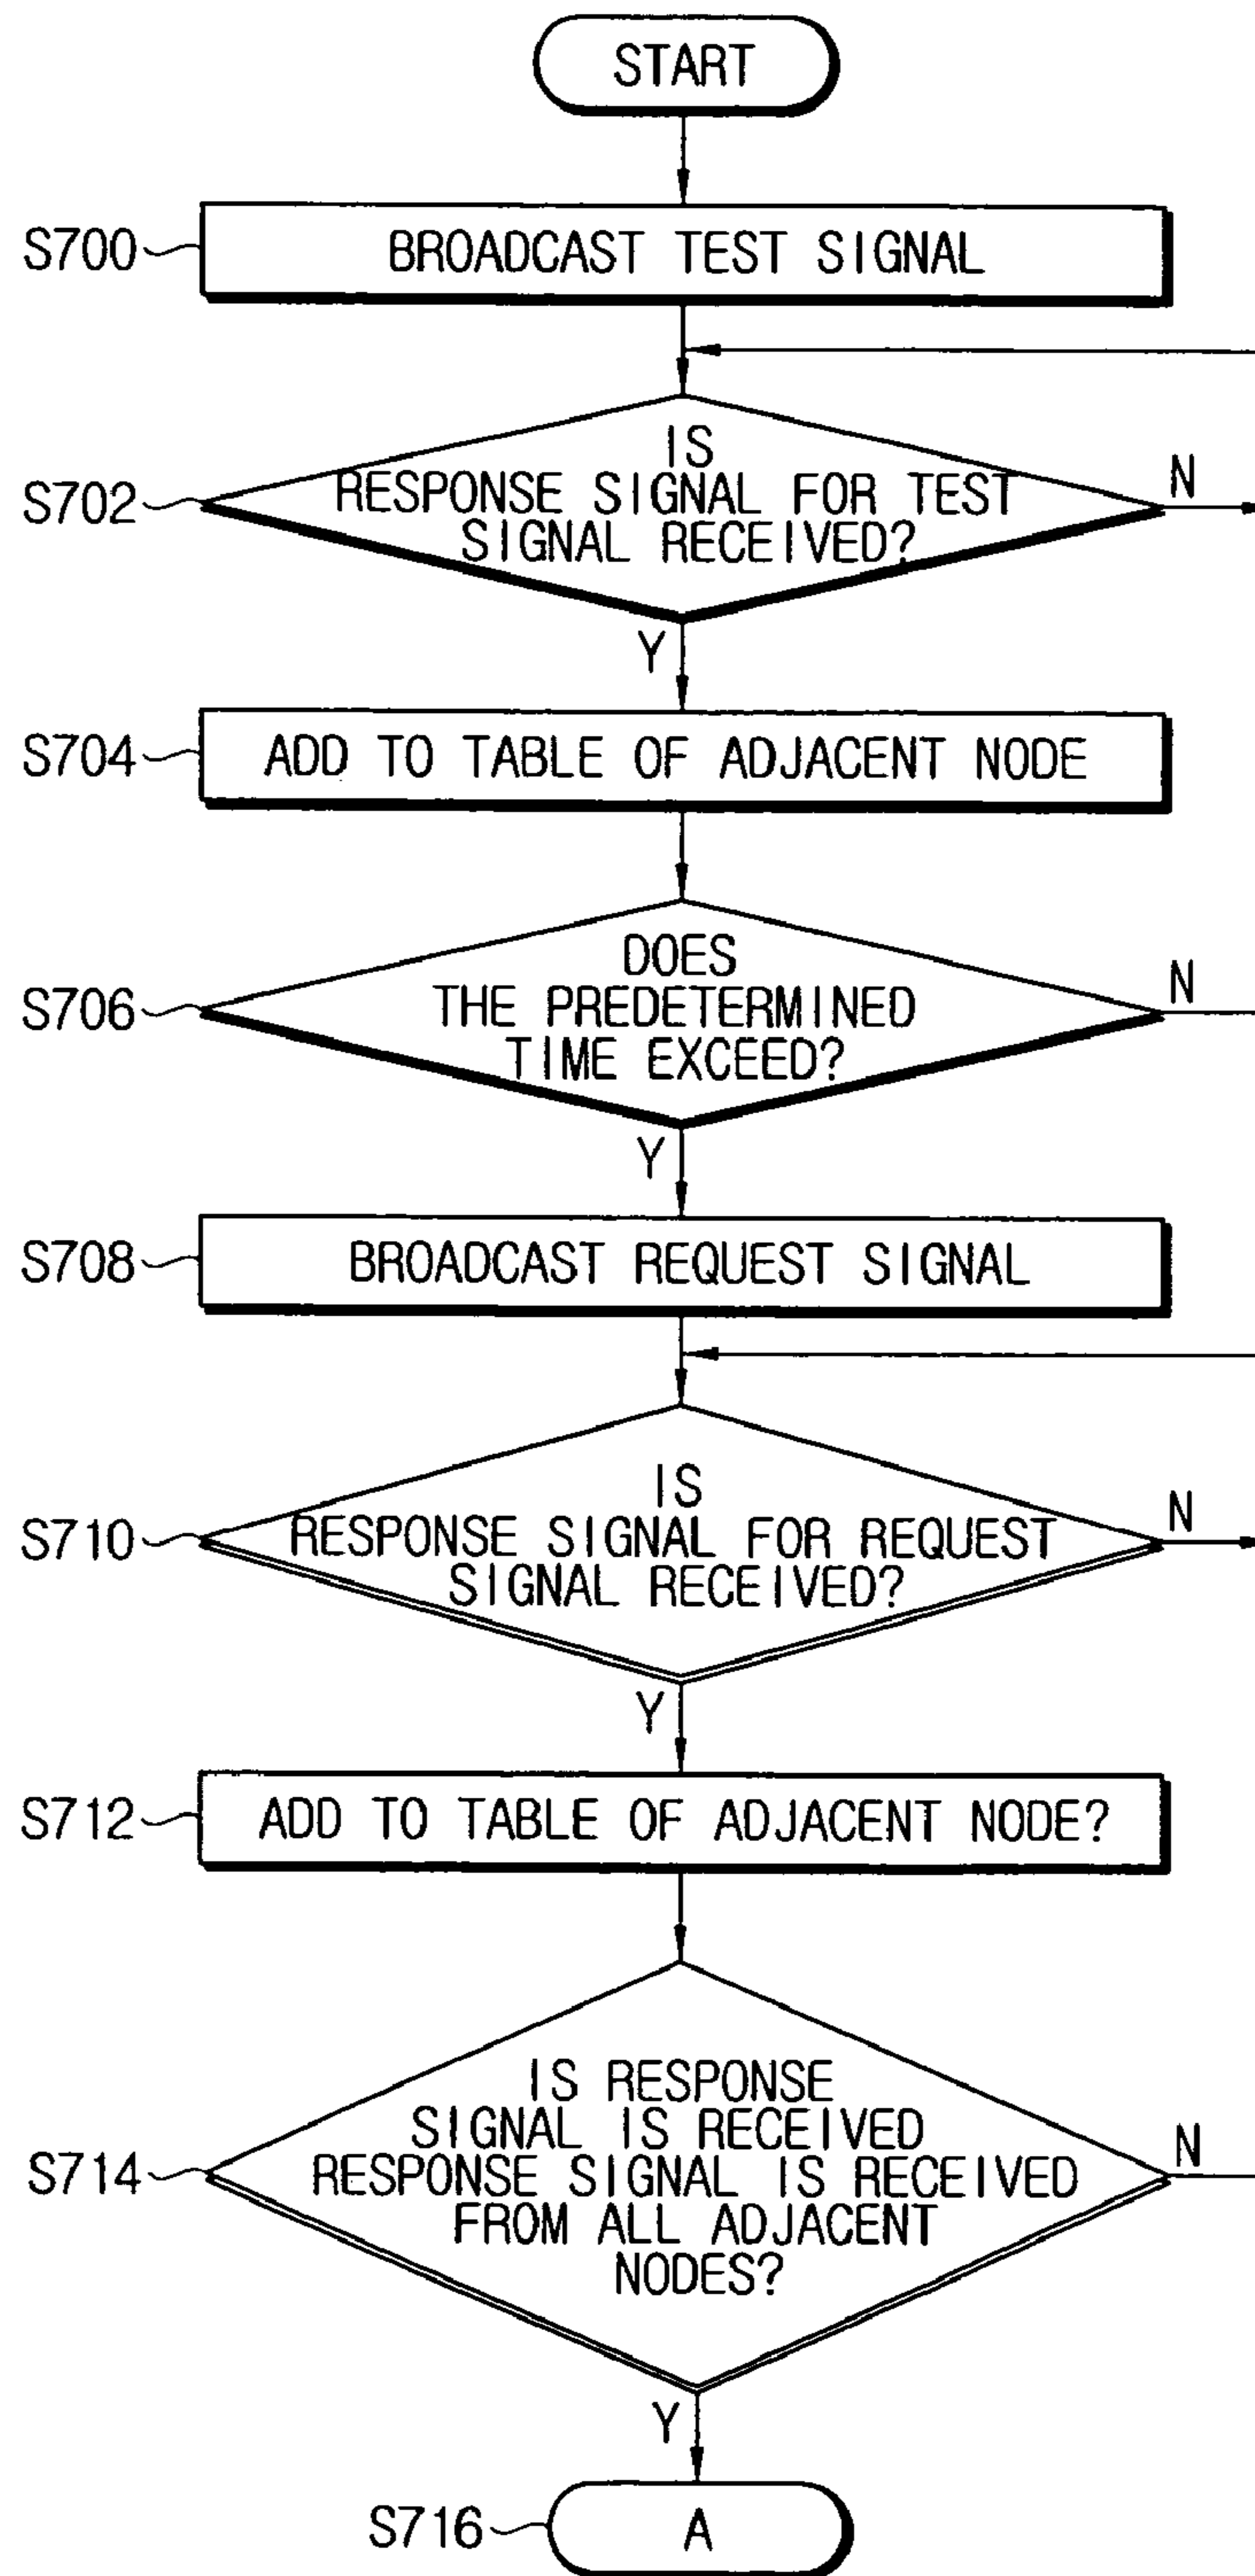 START
S700
BROADCAST TEST SIGNAL
S702
IS
RESPONSE SIGNAL FOR TEST
SIGNAL RECEIVED?
N
Y
S704
ADD TO TABLE OF ADJACENT NODE
S706
DOES
THE PREDETERMINED
TIME EXCEED?
N
Y
S708
BROADCAST REQUEST SIGNAL
S710
IS
RESPONSE SIGNAL FOR REQUEST
SIGNAL RECEIVED?
N
Y
S712
ADD TO TABLE OF ADJACENT NODE?
S714
IS RESPONSE
SIGNAL IS RECEIVED
RESPONSE SIGNAL IS RECEIVED
FROM ALL ADJACENT
NODES?
N
Y
S716
A